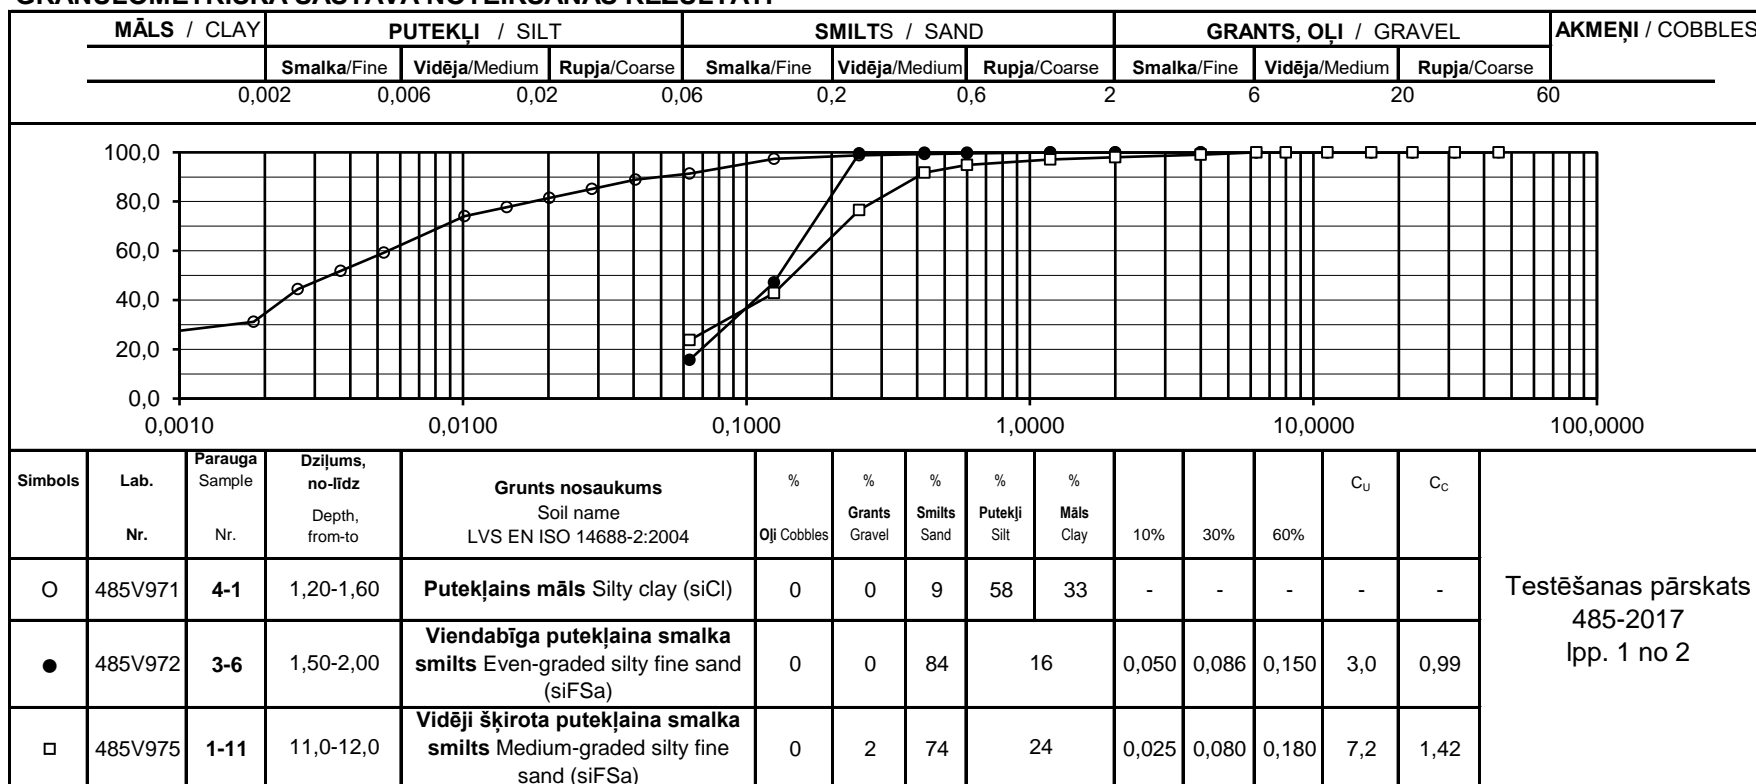 GRANULOMETRISKĀ SASTĀVA NOTEIKŠANAS REZULTĀTI
MĀLS / CLAY PUTEKĻI / SILT SMILTS / SAND GRANTS, OĻI / GRAVEL AKMEŅI / COBBLES
Smalka/Fine Vidēja/Medium Rupja/Coarse Smalka/Fine Vidēja/Medium Rupja/Coarse Smalka/Fine Vidēja/Medium Rupja/Coarse
0,002 0,006 0,02 0,06 0,2 0,6 2 6 20 60
100,0
80,0
60,0
40,0
20,0
0,0
0,0010 0,0100 0,1000 1,0000 10,0000 100,0000
Simbols
Lab.
Nr.
Parauga
Sample
Nr.
Dziļums,
no-līdz
Depth,
from-to
Grunts nosaukums
Soil name
LVS EN ISO 14688-2:2004
%
Oļi Cobbles
%
Grants
Gravel
%
Smilts
Sand
%
Putekļi
Silt
%
Māls
Clay
10%
30%
60%
CU
CC
O 485V971 4-1 1,20-1,60 Putekļains māls Silty clay (siCl) 0 0 9 58 33 - - - - -
● 485V972 3-6 1,50-2,00
Viendabīga putekļaina smalka
smilts Even-graded silty fine sand
(siFSa)
0 0 84 16 0,050 0,086 0,150 3,0 0,99
□ 485V975 1-11 11,0-12,0
Vidēji šķirota putekļaina smalka
smilts Medium-graded silty fine
sand (siFSa)
0 2 74 24 0,025 0,080 0,180 7,2 1,42
Testēšanas pārskats
485-2017
lpp. 1 no 2